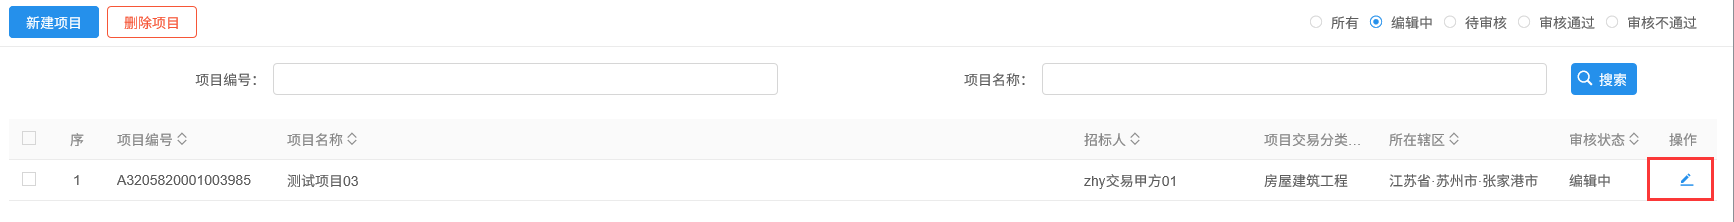 新建项目 删除项目 所有 编辑中 待审核 审核通过 审核不通过
项目编号： 项目名称： 搜索
序 项目编号 项目名称 招标人 项目交易分类... 所在辖区 审核状态 操作
1 A3205820001003985 测试项目03 zhy交易甲方01 房屋建筑工程 江苏省·苏州市·张家港市 编辑中